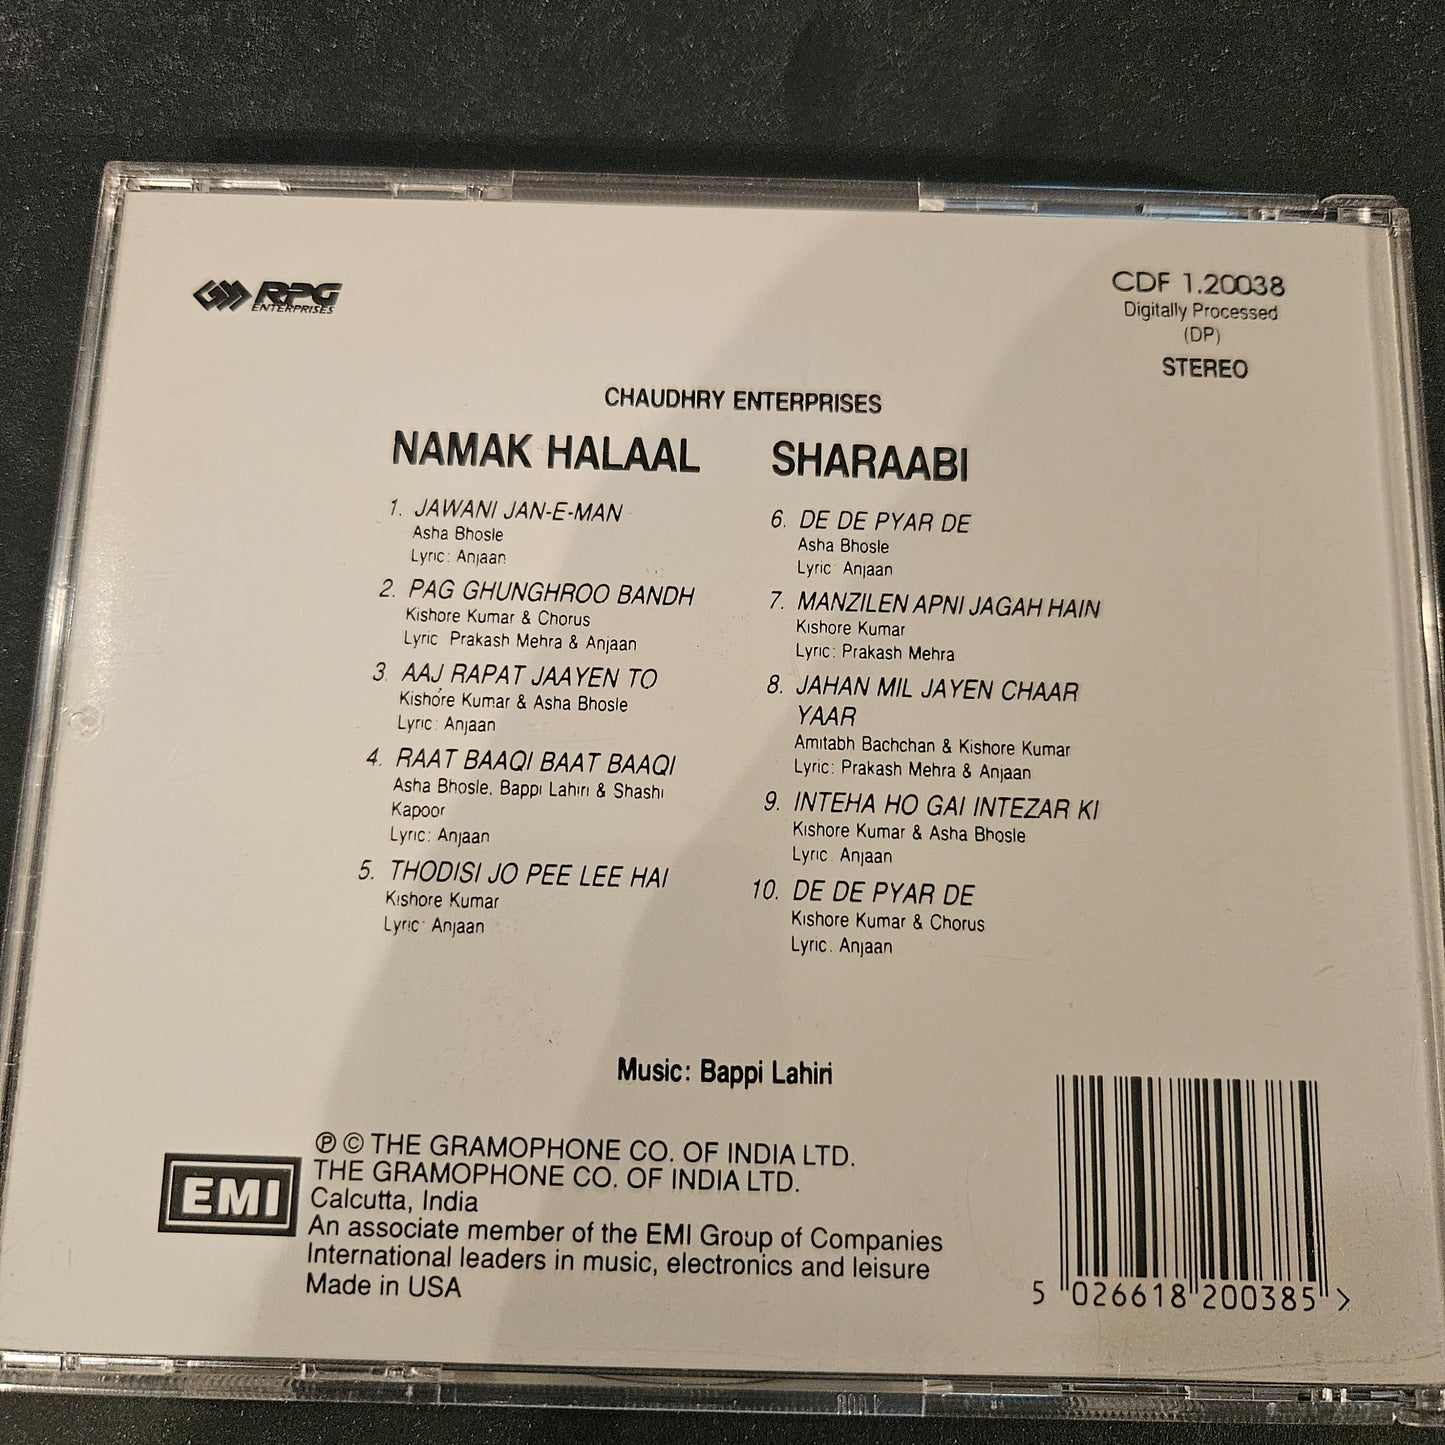 RPG
ENTERPRISES
CDF 1.20038
Digitally Processed
(DP)
STEREO
CHAUDHRY ENTERPRISES
NAMAK HALAAL
1. JAWANI JAN-E-MAN
Asha Bhosle
Lyric: Anjaan
2. PAG GHUNGHROO BANDH
Kishore Kumar & Chorus
Lyric Prakash Mehra & Anjaan
3. AAJ RAPAT JAAYEN TO
Kishore Kumar & Asha Bhosle
Lyric: Anjaan
4. RAAT BAAQI BAAT BAAQI
Asha Bhosle, Bappi Lahiri & Shashi
Kapoor
Lyric: Anjaan
5. THODISI JO PEE LEE HAI
Kishore Kumar
Lyric: Anjaan
SHARAABI
6. DE DE PYAR DE
Asha Bhosle
Lyric Anjaan
7. MANZILEN APNI JAGAH HAIN
Kishore Kumar
Lyric: Prakash Mehra
8. JAHAN MIL JAYEN CHAAR
YAAR
Amitabh Bachchan & Kishore Kumar
Lyric: Prakash Mehra & Anjaan
9. INTEHA HO GAI INTEZAR KI
Kishore Kumar & Asha Bhosle
Lyric Anjaan
10. DE DE PYAR DE
Kishore Kumar & Chorus
Lyric. Anjaan
Music: Bappi Lahiri
EMI
℗ © THE GRAMOPHONE CO. OF INDIA LTD.
THE GRAMOPHONE CO. OF INDIA LTD.
Calcutta, India
An associate member of the EMI Group of Companies
International leaders in music, electronics and leisure
Made in USA
5 026618 200385 >